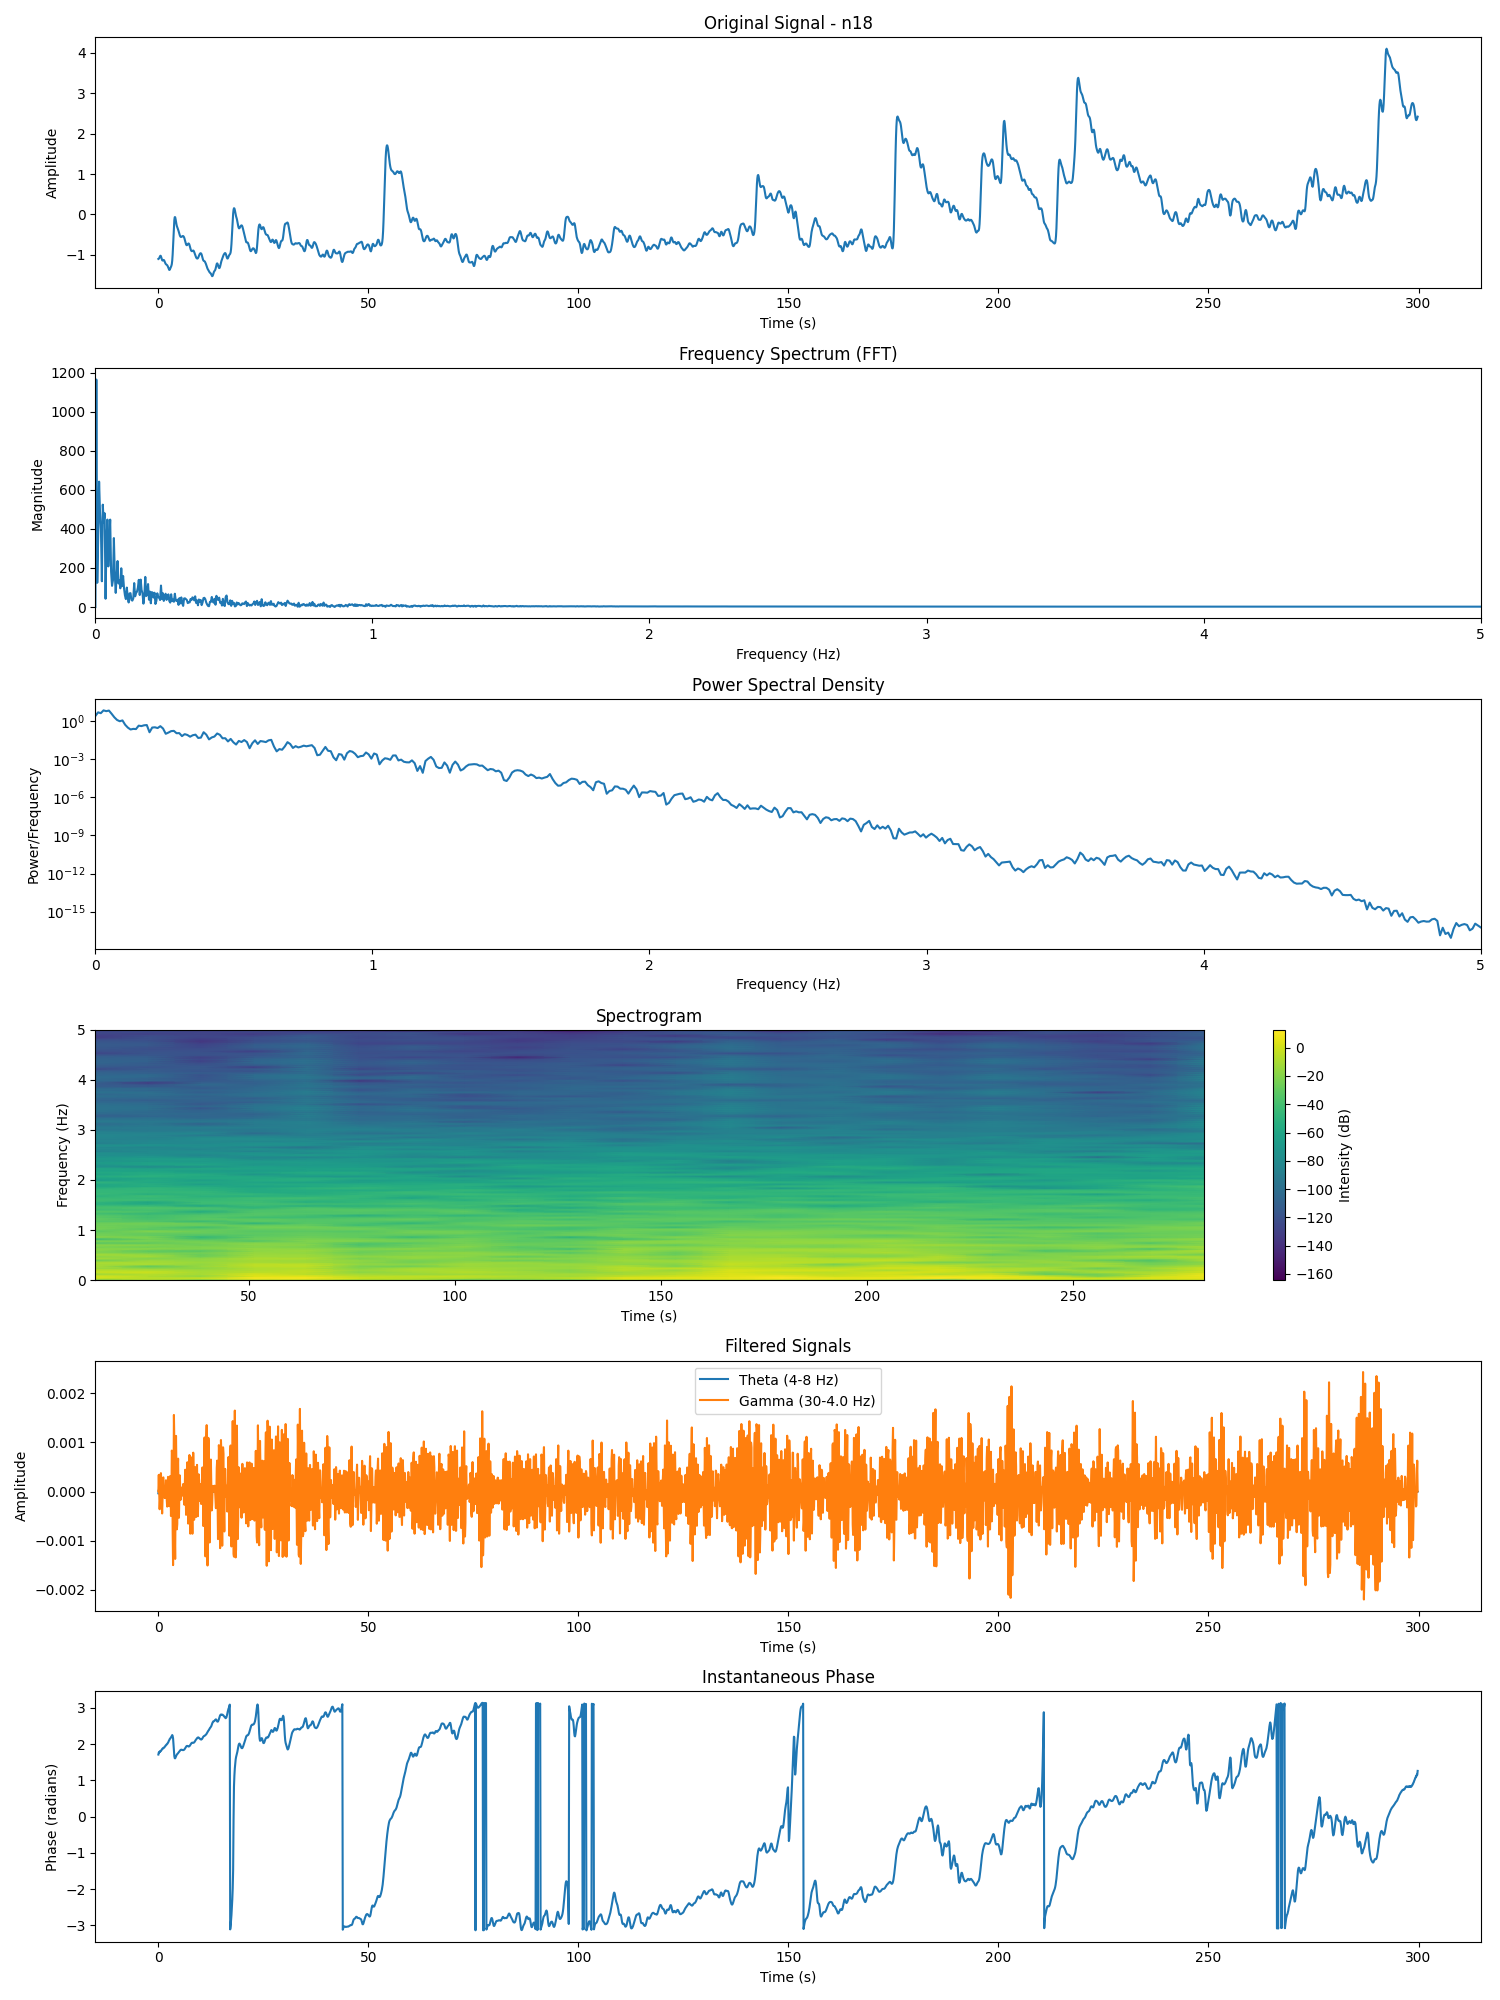 Original Signal - n18
4
3
2
1
0
−1
Amplitude
0 50 100 150 200 250 300
Time (s)
Frequency Spectrum (FFT)
1200
1000
800
600
400
200
0
Magnitude
0 1 2 3 4 5
Frequency (Hz)
Power Spectral Density
10^0
10^−3
10^−6
10^−9
10^−12
10^−15
Power/Frequency
0 1 2 3 4 5
Frequency (Hz)
Spectrogram
5
4
3
2
1
0
Frequency (Hz)
50 100 150 200 250
Time (s)
0
−20
−40
−60
−80
−100
−120
−140
−160
Intensity (dB)
Filtered Signals
Theta (4-8 Hz)
Gamma (30-4.0 Hz)
0.002
0.001
0.000
−0.001
−0.002
Amplitude
0 50 100 150 200 250 300
Time (s)
Instantaneous Phase
3
2
1
0
−1
−2
−3
Phase (radians)
0 50 100 150 200 250 300
Time (s)